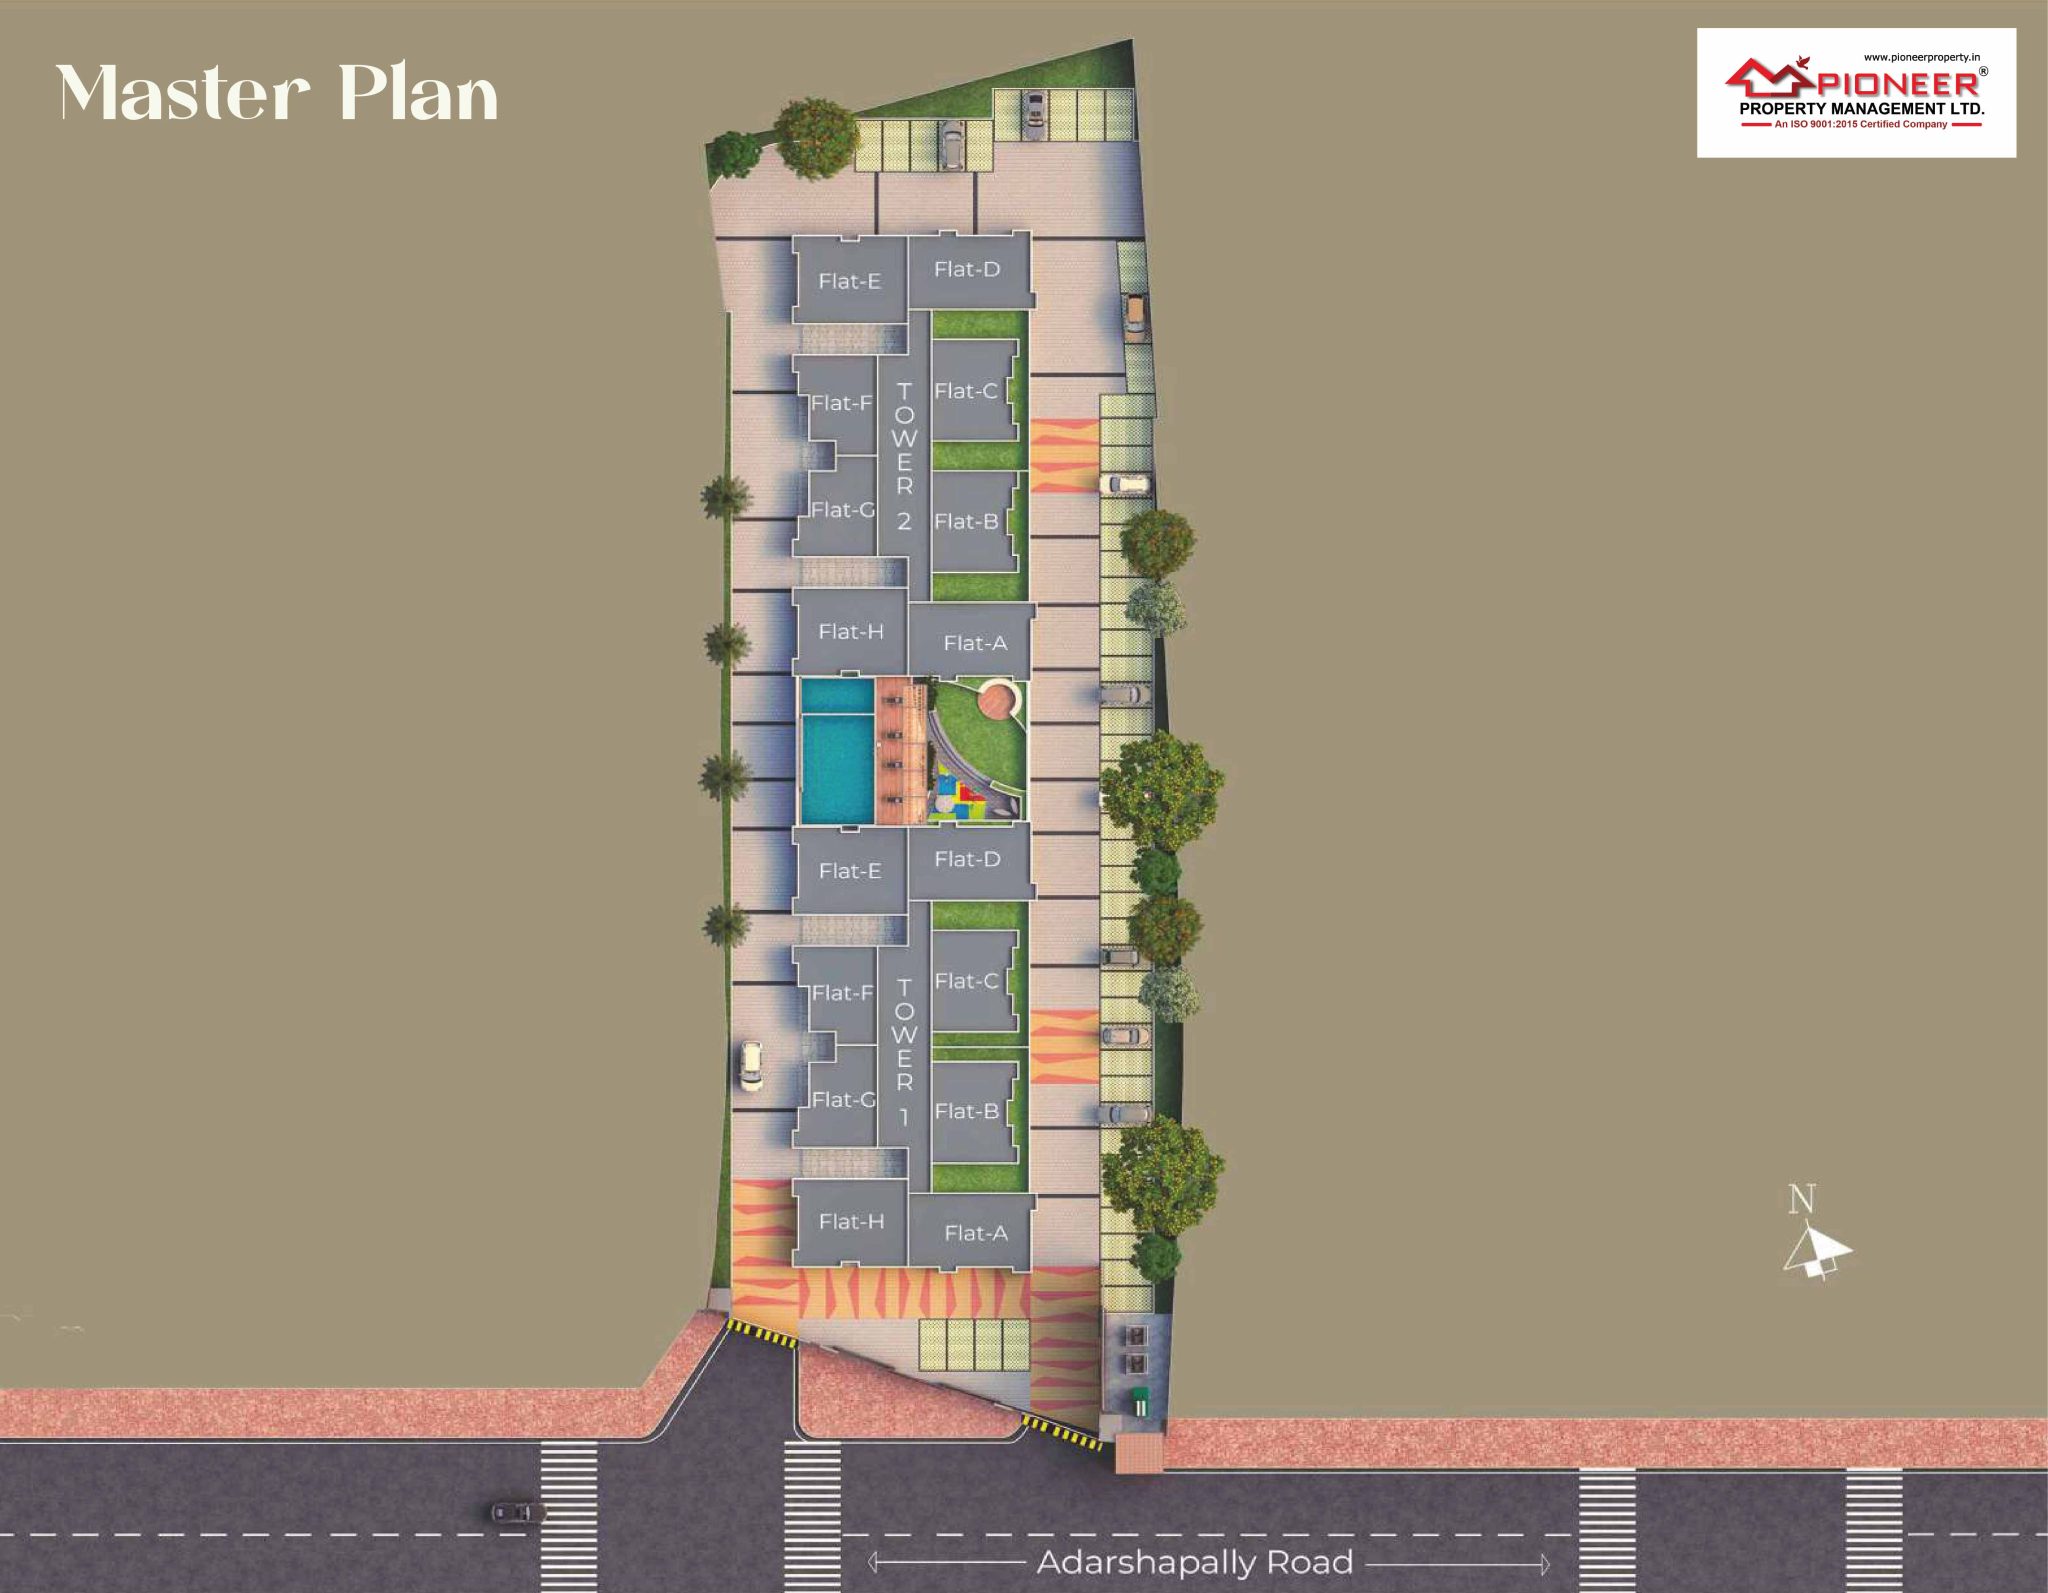 Master Plan
www.pioneerproperty.in
PIONEER®
PROPERTY MANAGEMENT LTD.
An ISO 9001:2015 Certified Company
Flat-E
Flat-D
Flat-F
Flat-C
TOWER 2
Flat-G
Flat-B
Flat-H
Flat-A
Flat-E
Flat-D
Flat-F
Flat-C
TOWER 1
Flat-G
Flat-B
Flat-H
Flat-A
N
Adarshapally Road